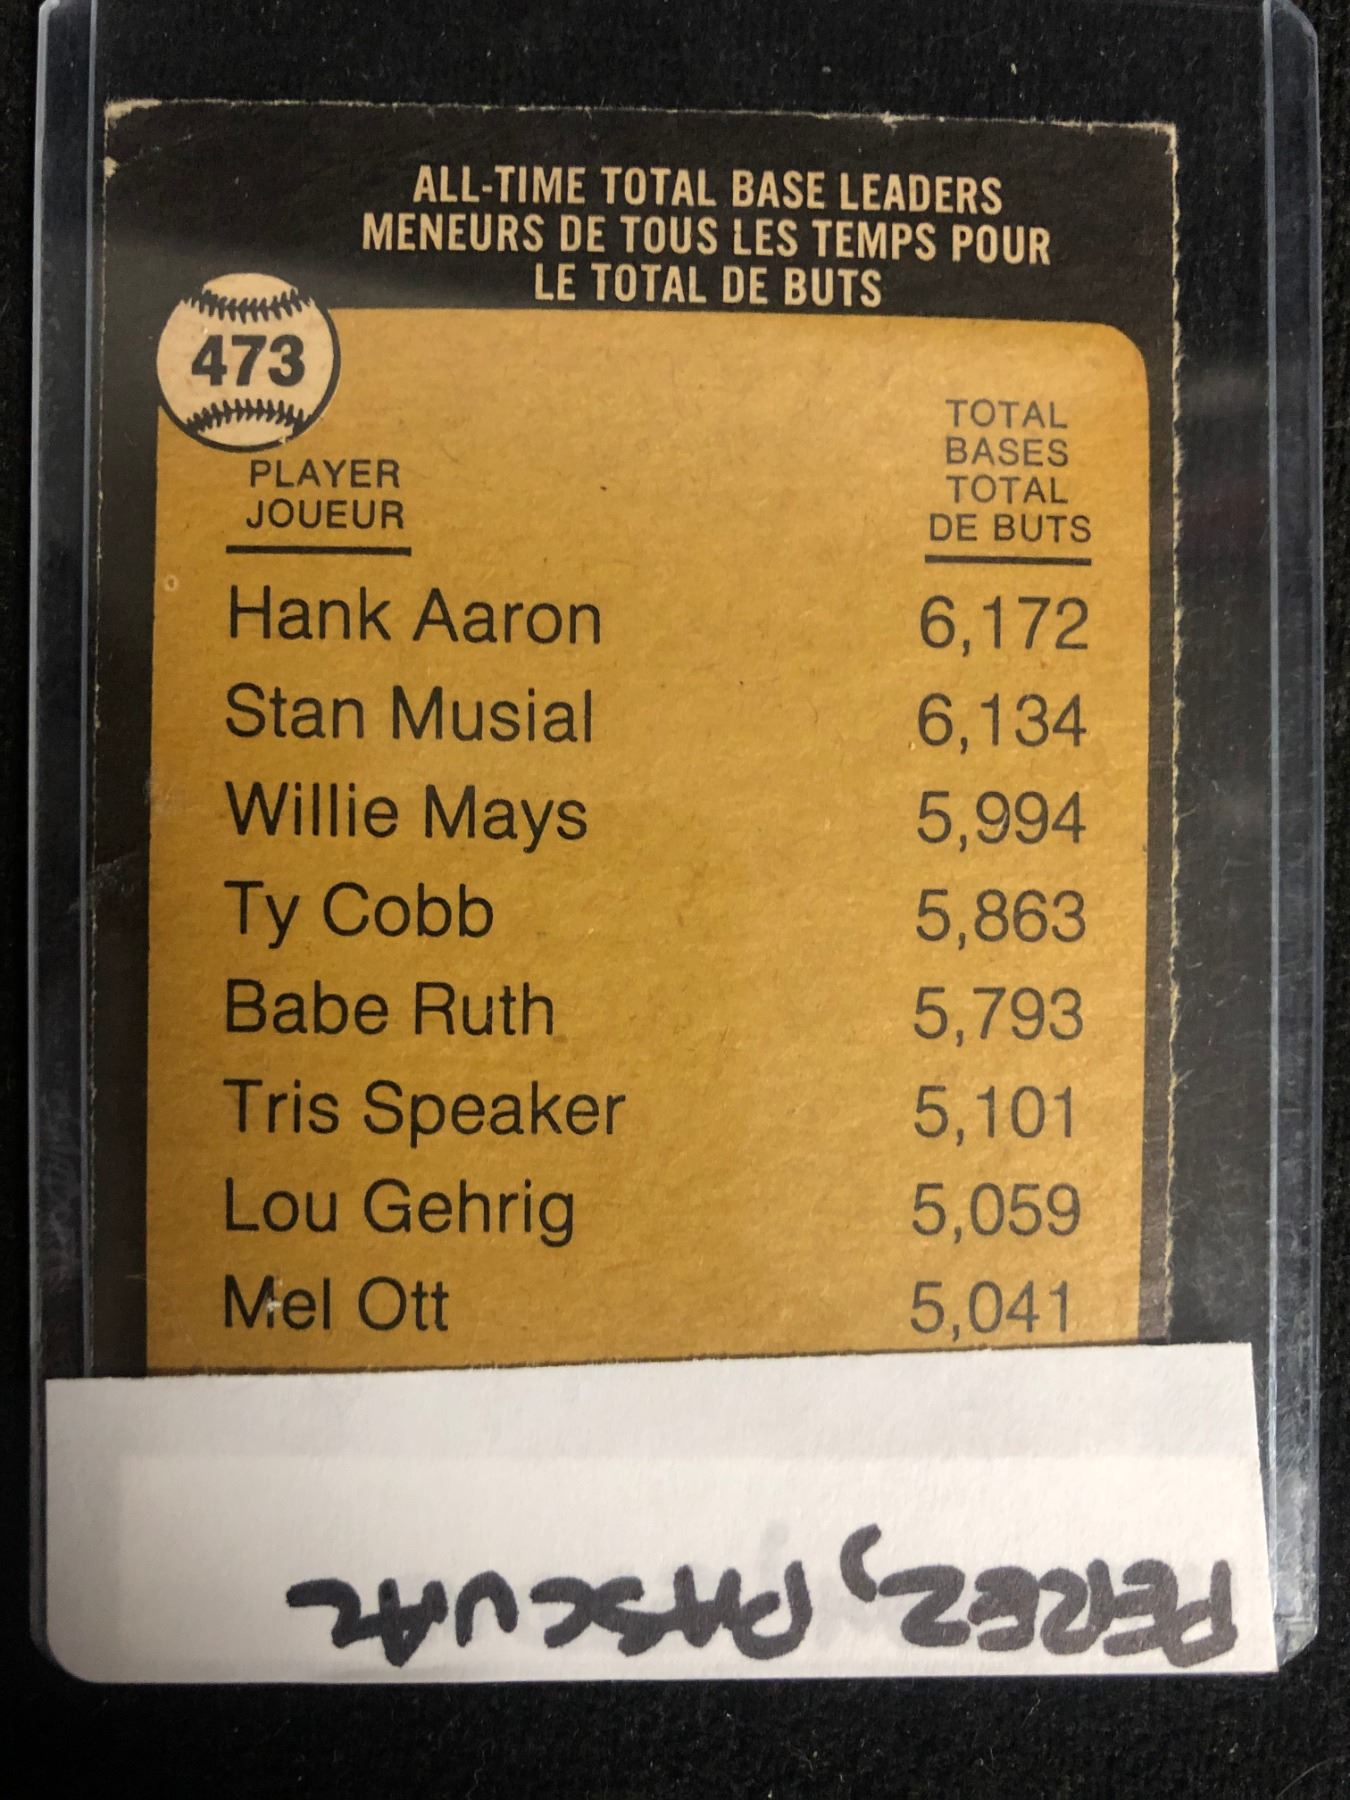 ALL-TIME TOTAL BASE LEADERS
MENEURS DE TOUS LES TEMPS POUR
LE TOTAL DE BUTS
473
PLAYER
JOUEUR
TOTAL
BASES
TOTAL
DE BUTS
Hank Aaron 6,172
Stan Musial 6,134
Willie Mays 5,994
Ty Cobb 5,863
Babe Ruth 5,793
Tris Speaker 5,101
Lou Gehrig 5,059
Mel Ott 5,041
PEREZ, PASCUAL